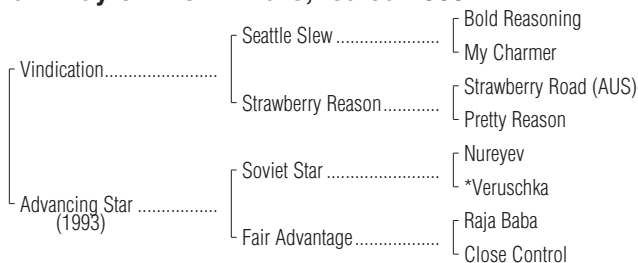 Bold Reasoning
Seattle Slew ....................
My Charmer
Vindication......................
Strawberry Road (AUS)
Strawberry Reason...........
Pretty Reason
Nureyev
Soviet Star ......................
*Veruschka
Advancing Star ...............
(1993)
Raja Baba
Fair Advantage.................
Close Control